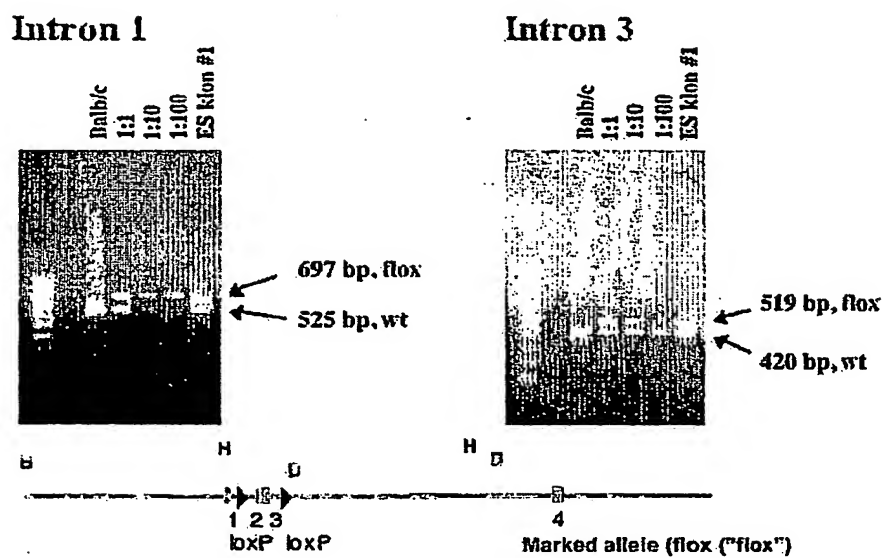 Intron 1
Balb/c
1:1
1:10
1:100
ES klon #1
697 bp, flox
525 bp, wt
Intron 3
Balb/c
1:1
1:10
1:100
ES klon #1
519 bp, flox
420 bp, wt
H
D
H
D
1 2 3
4
loxP loxP
Marked allele (flox ("flox")